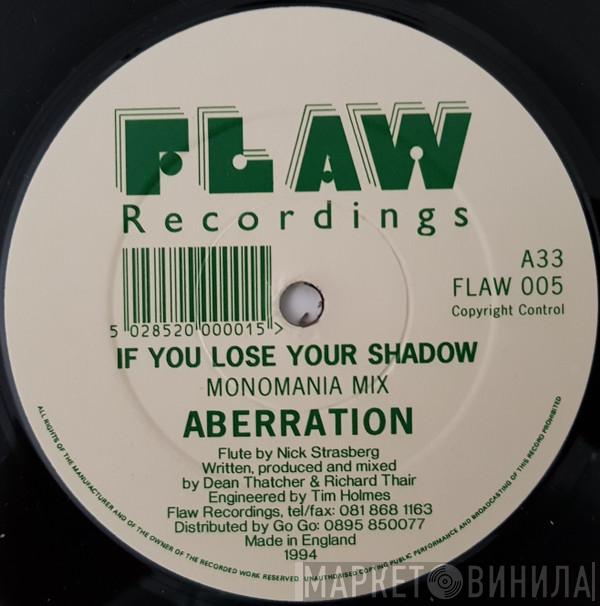 FLAW
Recordings
A33
FLAW 005
Copyright Control
5 028520 000015 >
IF YOU LOSE YOUR SHADOW
MONOMANIA MIX
ABERRATION
Flute by Nick Strasberg
Written, produced and mixed
by Dean Thatcher & Richard Thair
Engineered by Tim Holmes
Flaw Recordings, tel/fax: 081 868 1163
Distributed by Go Go: 0895 850077
Made in England
1994
ALL RIGHTS OF THE MANUFACTURER AND OF THE OWNER OF THE RECORDED WORK RESERVED. UNAUTHORISED COPYING PUBLIC PERFORMANCE AND BROADCASTING OF THIS RECORD PROHIBITED
МАРКЕТ ВИНИЛА